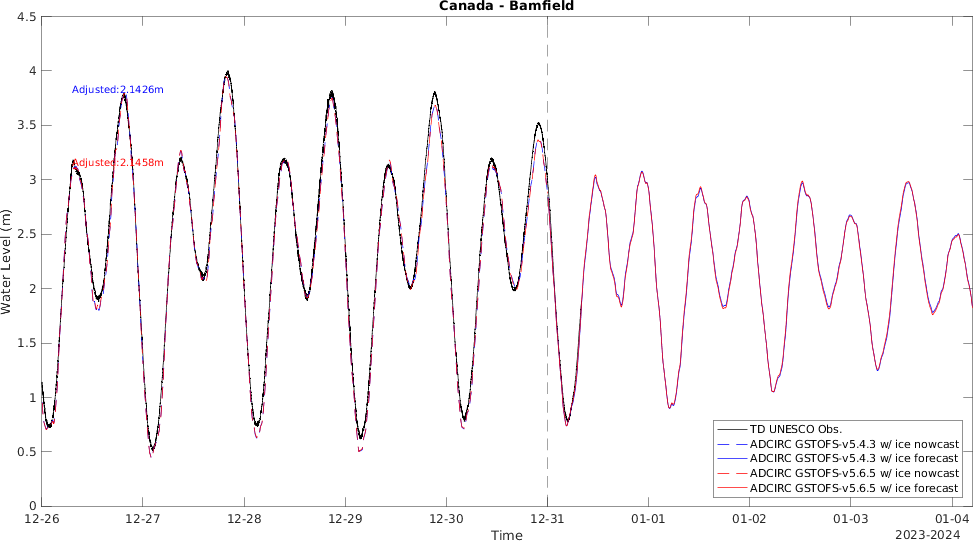 Canada - Bamfield
4.5
4
3.5
3
2.5
2
1.5
1
0.5
0
Water Level (m)
Adjusted:2.1426m
Adjusted:2.1458m
TD UNESCO Obs.
ADCIRC GSTOFS-v5.4.3 w/ ice nowcast
ADCIRC GSTOFS-v5.4.3 w/ ice forecast
ADCIRC GSTOFS-v5.6.5 w/ ice nowcast
ADCIRC GSTOFS-v5.6.5 w/ ice forecast
12-26 12-27 12-28 12-29 12-30 12-31 01-01 01-02 01-03 01-04
Time
2023-2024